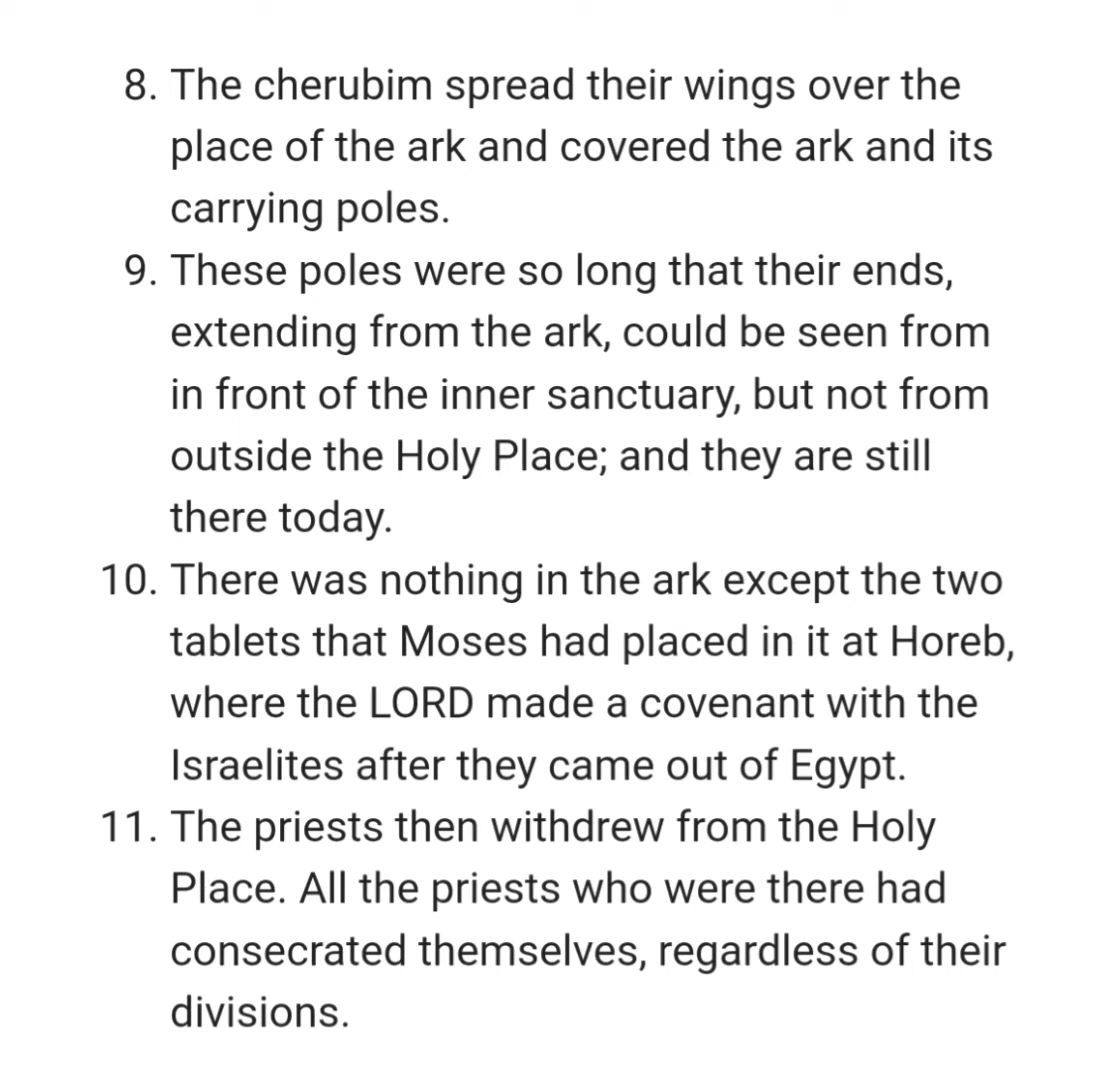 8. The cherubim spread their wings over the
place of the ark and covered the ark and its
carrying poles.
9. These poles were so long that their ends,
extending from the ark, could be seen from
in front of the inner sanctuary, but not from
outside the Holy Place; and they are still
there today.
10. There was nothing in the ark except the two
tablets that Moses had placed in it at Horeb,
where the LORD made a covenant with the
Israelites after they came out of Egypt.
11. The priests then withdrew from the Holy
Place. All the priests who were there had
consecrated themselves, regardless of their
divisions.